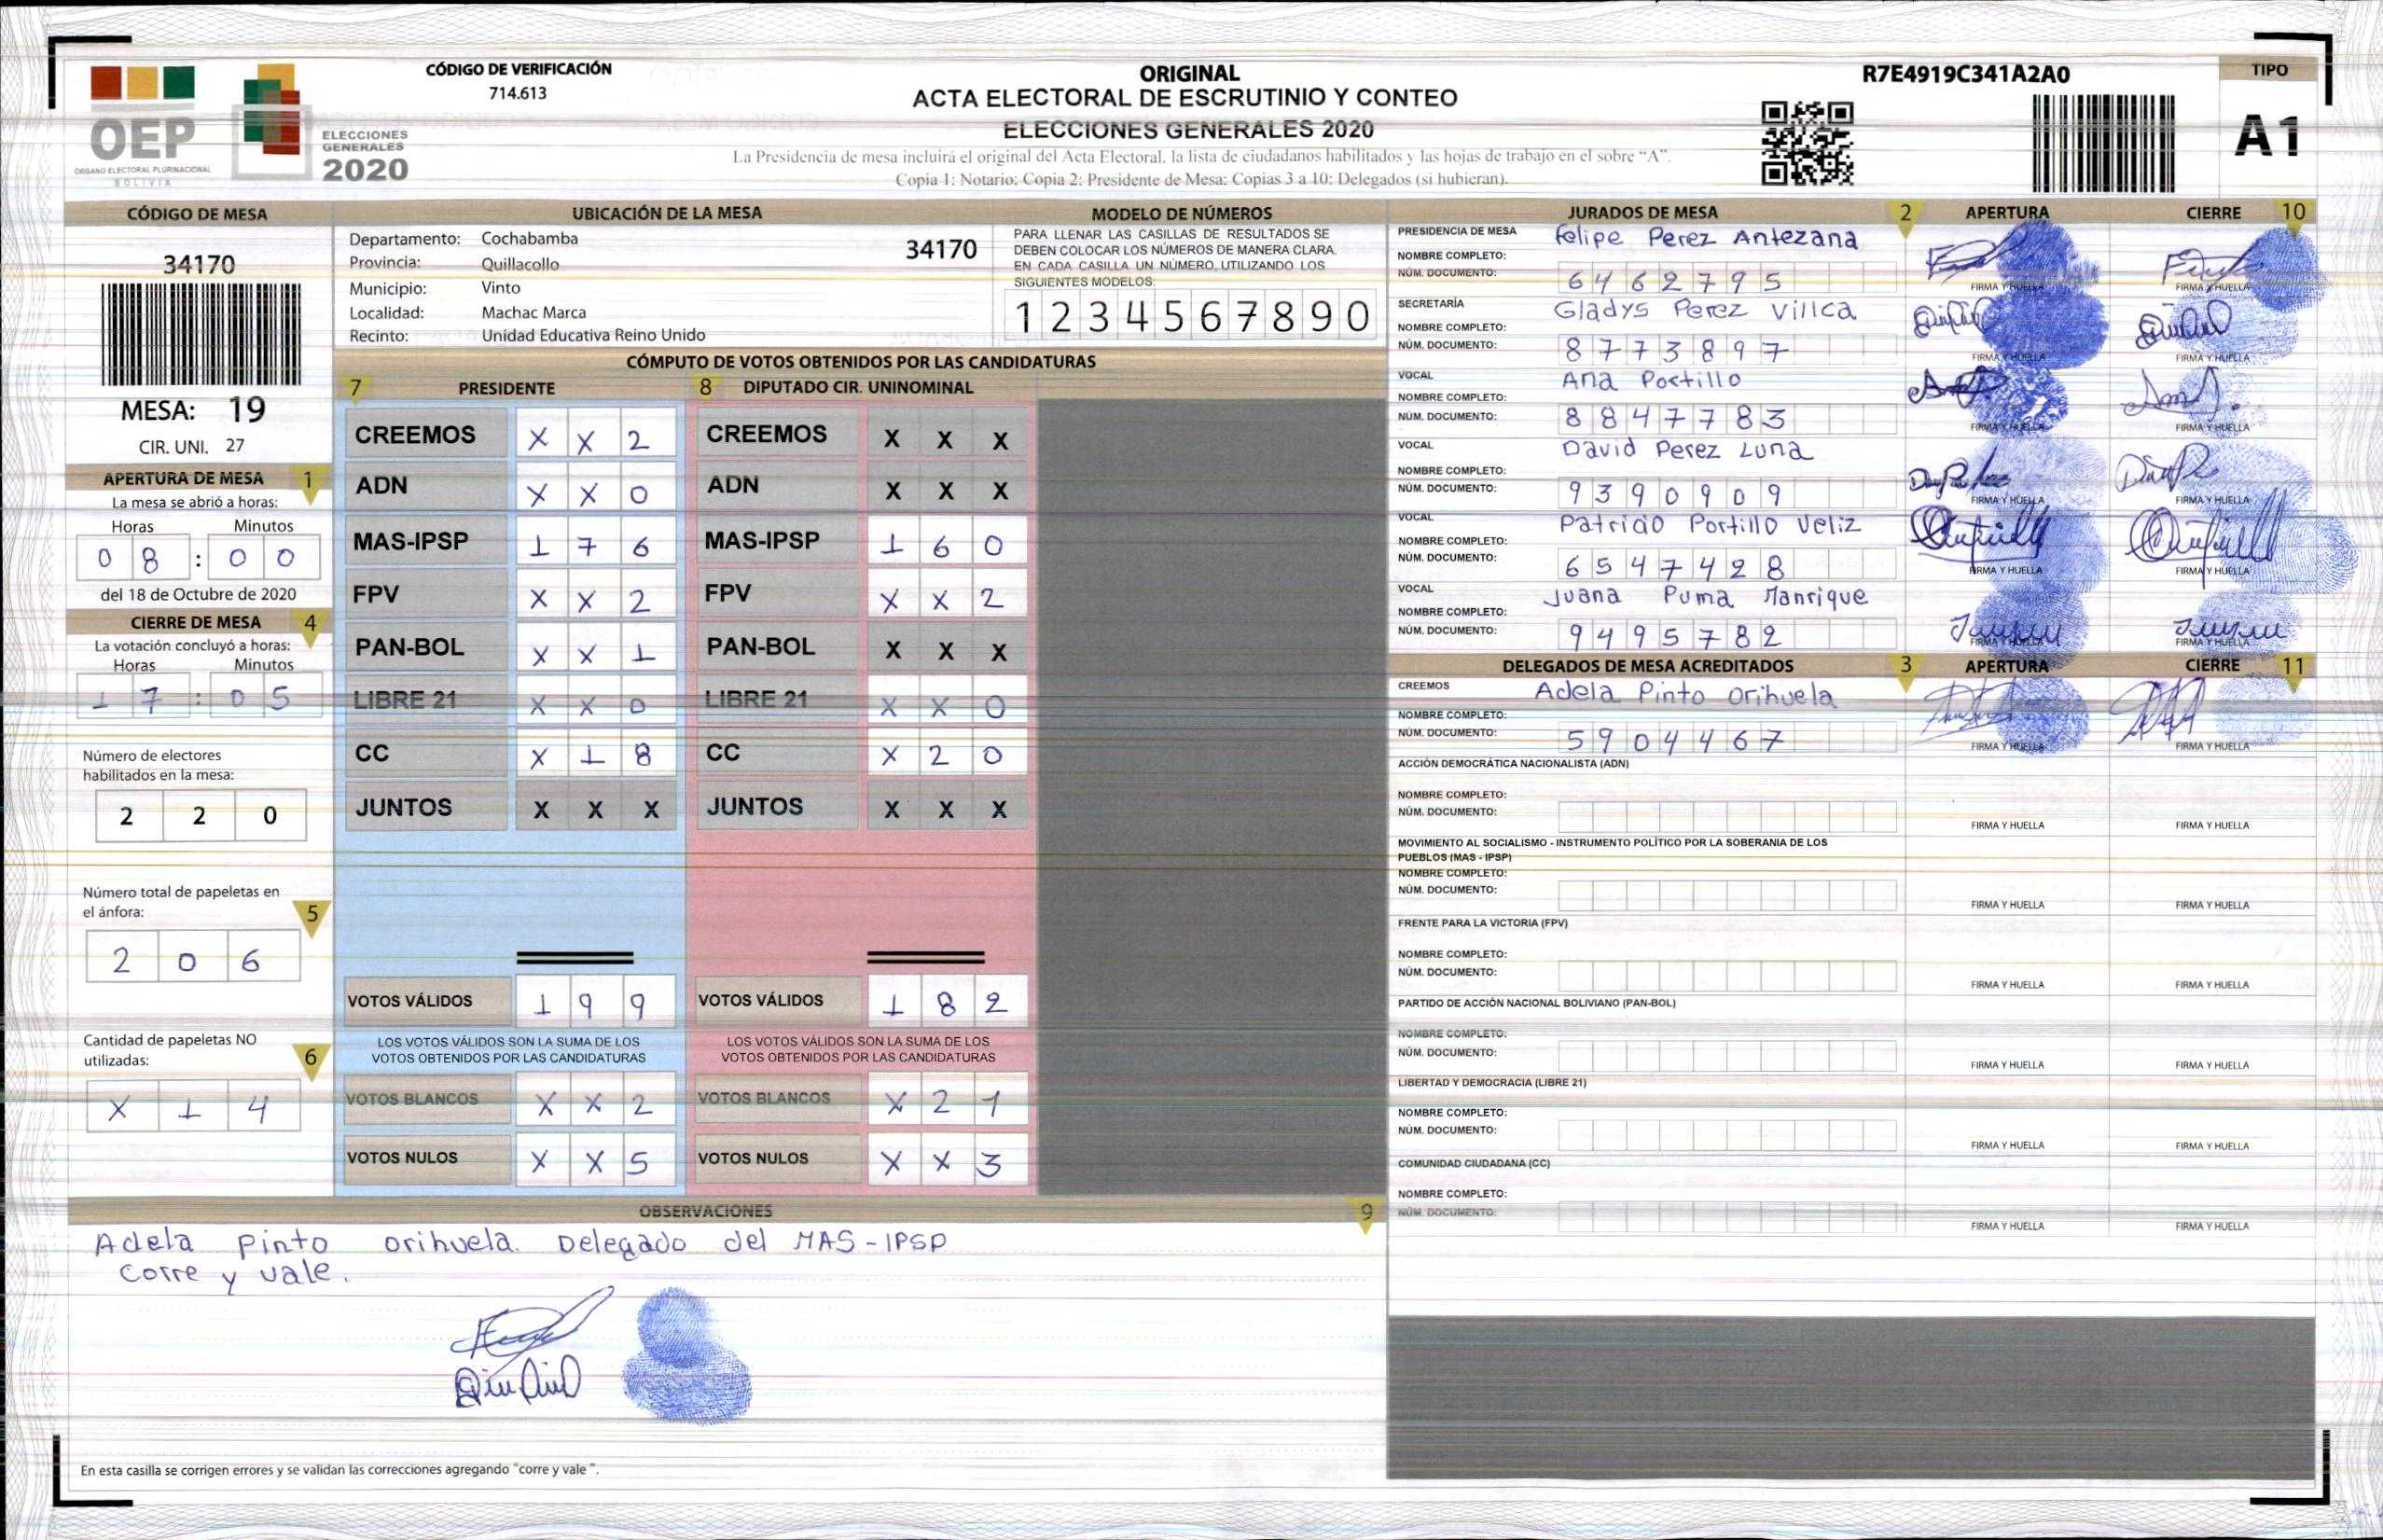 CÓDIGO DE VERIFICACIÓN
714.613
ORIGINAL
ACTA ELECTORAL DE ESCRUTINIO Y CONTEO
ELECCIONES GENERALES 2020
La Presidencia de mesa incluirá el original del Acta Electoral, la lista de ciudadanos habilitados y las hojas de trabajo en el sobre "A".
Copia 1: Notario; Copia 2: Presidente de Mesa; Copias 3 a 10: Delegados (si hubieran).
R7E4919C341A2A0
TIPO
A1
OEP
ÓRGANO ELECTORAL PLURINACIONAL
BOLIVIA
ELECCIONES
GENERALES
2020
CÓDIGO DE MESA
34170
MESA: 19
CIR. UNI. 27
APERTURA DE MESA 1
La mesa se abrió a horas:
Horas Minutos
0 8 : 0 0
del 18 de Octubre de 2020
CIERRE DE MESA 4
La votación concluyó a horas:
Horas Minutos
1 7 : 0 5
Número de electores
habilitados en la mesa:
2 2 0
Número total de papeletas en
el ánfora: 5
2 0 6
Cantidad de papeletas NO
utilizadas: 6
X 1 4
UBICACIÓN DE LA MESA
Departamento: Cochabamba
34170
Provincia: Quillacollo
Municipio: Vinto
Localidad: Machac Marca
Recinto: Unidad Educativa Reino Unido
MODELO DE NÚMEROS
PARA LLENAR LAS CASILLAS DE RESULTADOS SE
DEBEN COLOCAR LOS NÚMEROS DE MANERA CLARA.
EN CADA CASILLA UN NÚMERO, UTILIZANDO LOS
SIGUIENTES MODELOS:
1 2 3 4 5 6 7 8 9 0
CÓMPUTO DE VOTOS OBTENIDOS POR LAS CANDIDATURAS
7 PRESIDENTE 8 DIPUTADO CIR. UNINOMINAL
CREEMOS X X 2 CREEMOS X X X
ADN X X 0 ADN X X X
MAS-IPSP 1 7 6 MAS-IPSP 1 6 0
FPV X X 2 FPV X X 2
PAN-BOL X X 1 PAN-BOL X X X
LIBRE 21 X X 0 LIBRE 21 X X 0
CC X 1 8 CC X 2 0
JUNTOS X X X JUNTOS X X X
VOTOS VÁLIDOS 1 9 9 VOTOS VÁLIDOS 1 8 2
LOS VOTOS VÁLIDOS SON LA SUMA DE LOS LOS VOTOS VÁLIDOS SON LA SUMA DE LOS
VOTOS OBTENIDOS POR LAS CANDIDATURAS VOTOS OBTENIDOS POR LAS CANDIDATURAS
VOTOS BLANCOS X X 2 VOTOS BLANCOS X 2 1
VOTOS NULOS X X 5 VOTOS NULOS X X 3
OBSERVACIONES 9
Adela Pinto Orihuela. Delegado del MAS-IPSP
Corre y vale.
En esta casilla se corrigen errores y se validan las correcciones agregando "corre y vale ".
JURADOS DE MESA 2 APERTURA CIERRE 10
PRESIDENCIA DE MESA Felipe Perez Antezana
NOMBRE COMPLETO:
NÚM. DOCUMENTO: 6 4 6 2 7 9 5
FIRMA Y HUELLA FIRMA Y HUELLA
SECRETARÍA Gladys Perez Villca
NOMBRE COMPLETO:
NÚM. DOCUMENTO: 8 7 7 3 8 9 7
FIRMA Y HUELLA FIRMA Y HUELLA
VOCAL Ana Portillo
NOMBRE COMPLETO:
NÚM. DOCUMENTO: 8 8 4 7 7 8 3
FIRMA Y HUELLA FIRMA Y HUELLA
VOCAL David Perez Luna
NOMBRE COMPLETO:
NÚM. DOCUMENTO: 9 3 9 0 9 0 9
FIRMA Y HUELLA FIRMA Y HUELLA
VOCAL Patricio Portillo Veliz
NOMBRE COMPLETO:
NÚM. DOCUMENTO: 6 5 4 7 4 2 8
FIRMA Y HUELLA FIRMA Y HUELLA
VOCAL Juana Puma Manrique
NOMBRE COMPLETO:
NÚM. DOCUMENTO: 9 4 9 5 7 8 2
FIRMA Y HUELLA FIRMA Y HUELLA
DELEGADOS DE MESA ACREDITADOS 3 APERTURA CIERRE 11
CREEMOS Adela Pinto Orihuela
NOMBRE COMPLETO:
NÚM. DOCUMENTO: 5 9 0 4 4 6 7
FIRMA Y HUELLA FIRMA Y HUELLA
ACCIÓN DEMOCRÁTICA NACIONALISTA (ADN)
NOMBRE COMPLETO:
NÚM. DOCUMENTO:
FIRMA Y HUELLA FIRMA Y HUELLA
MOVIMIENTO AL SOCIALISMO - INSTRUMENTO POLÍTICO POR LA SOBERANIA DE LOS
PUEBLOS (MAS - IPSP)
NOMBRE COMPLETO:
NÚM. DOCUMENTO:
FIRMA Y HUELLA FIRMA Y HUELLA
FRENTE PARA LA VICTORIA (FPV)
NOMBRE COMPLETO:
NÚM. DOCUMENTO:
FIRMA Y HUELLA FIRMA Y HUELLA
PARTIDO DE ACCIÓN NACIONAL BOLIVIANO (PAN-BOL)
NOMBRE COMPLETO:
NÚM. DOCUMENTO:
FIRMA Y HUELLA FIRMA Y HUELLA
LIBERTAD Y DEMOCRACIA (LIBRE 21)
NOMBRE COMPLETO:
NÚM. DOCUMENTO:
FIRMA Y HUELLA FIRMA Y HUELLA
COMUNIDAD CIUDADANA (CC)
NOMBRE COMPLETO:
NÚM. DOCUMENTO:
FIRMA Y HUELLA FIRMA Y HUELLA